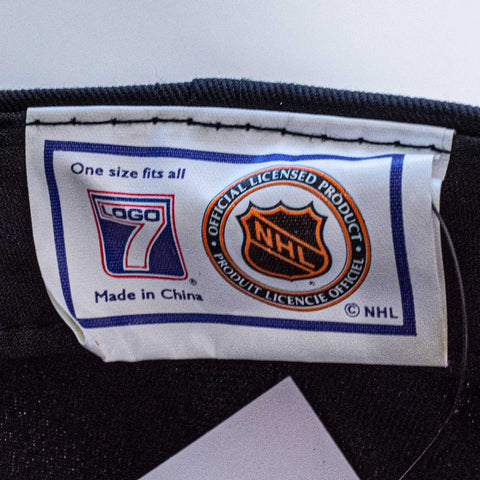 One size fits all
LOGO
7
®
Made in China
OFFICIAL LICENSED PRODUCT
NHL
PRODUIT LICENCIE OFFICIEL
© NHL